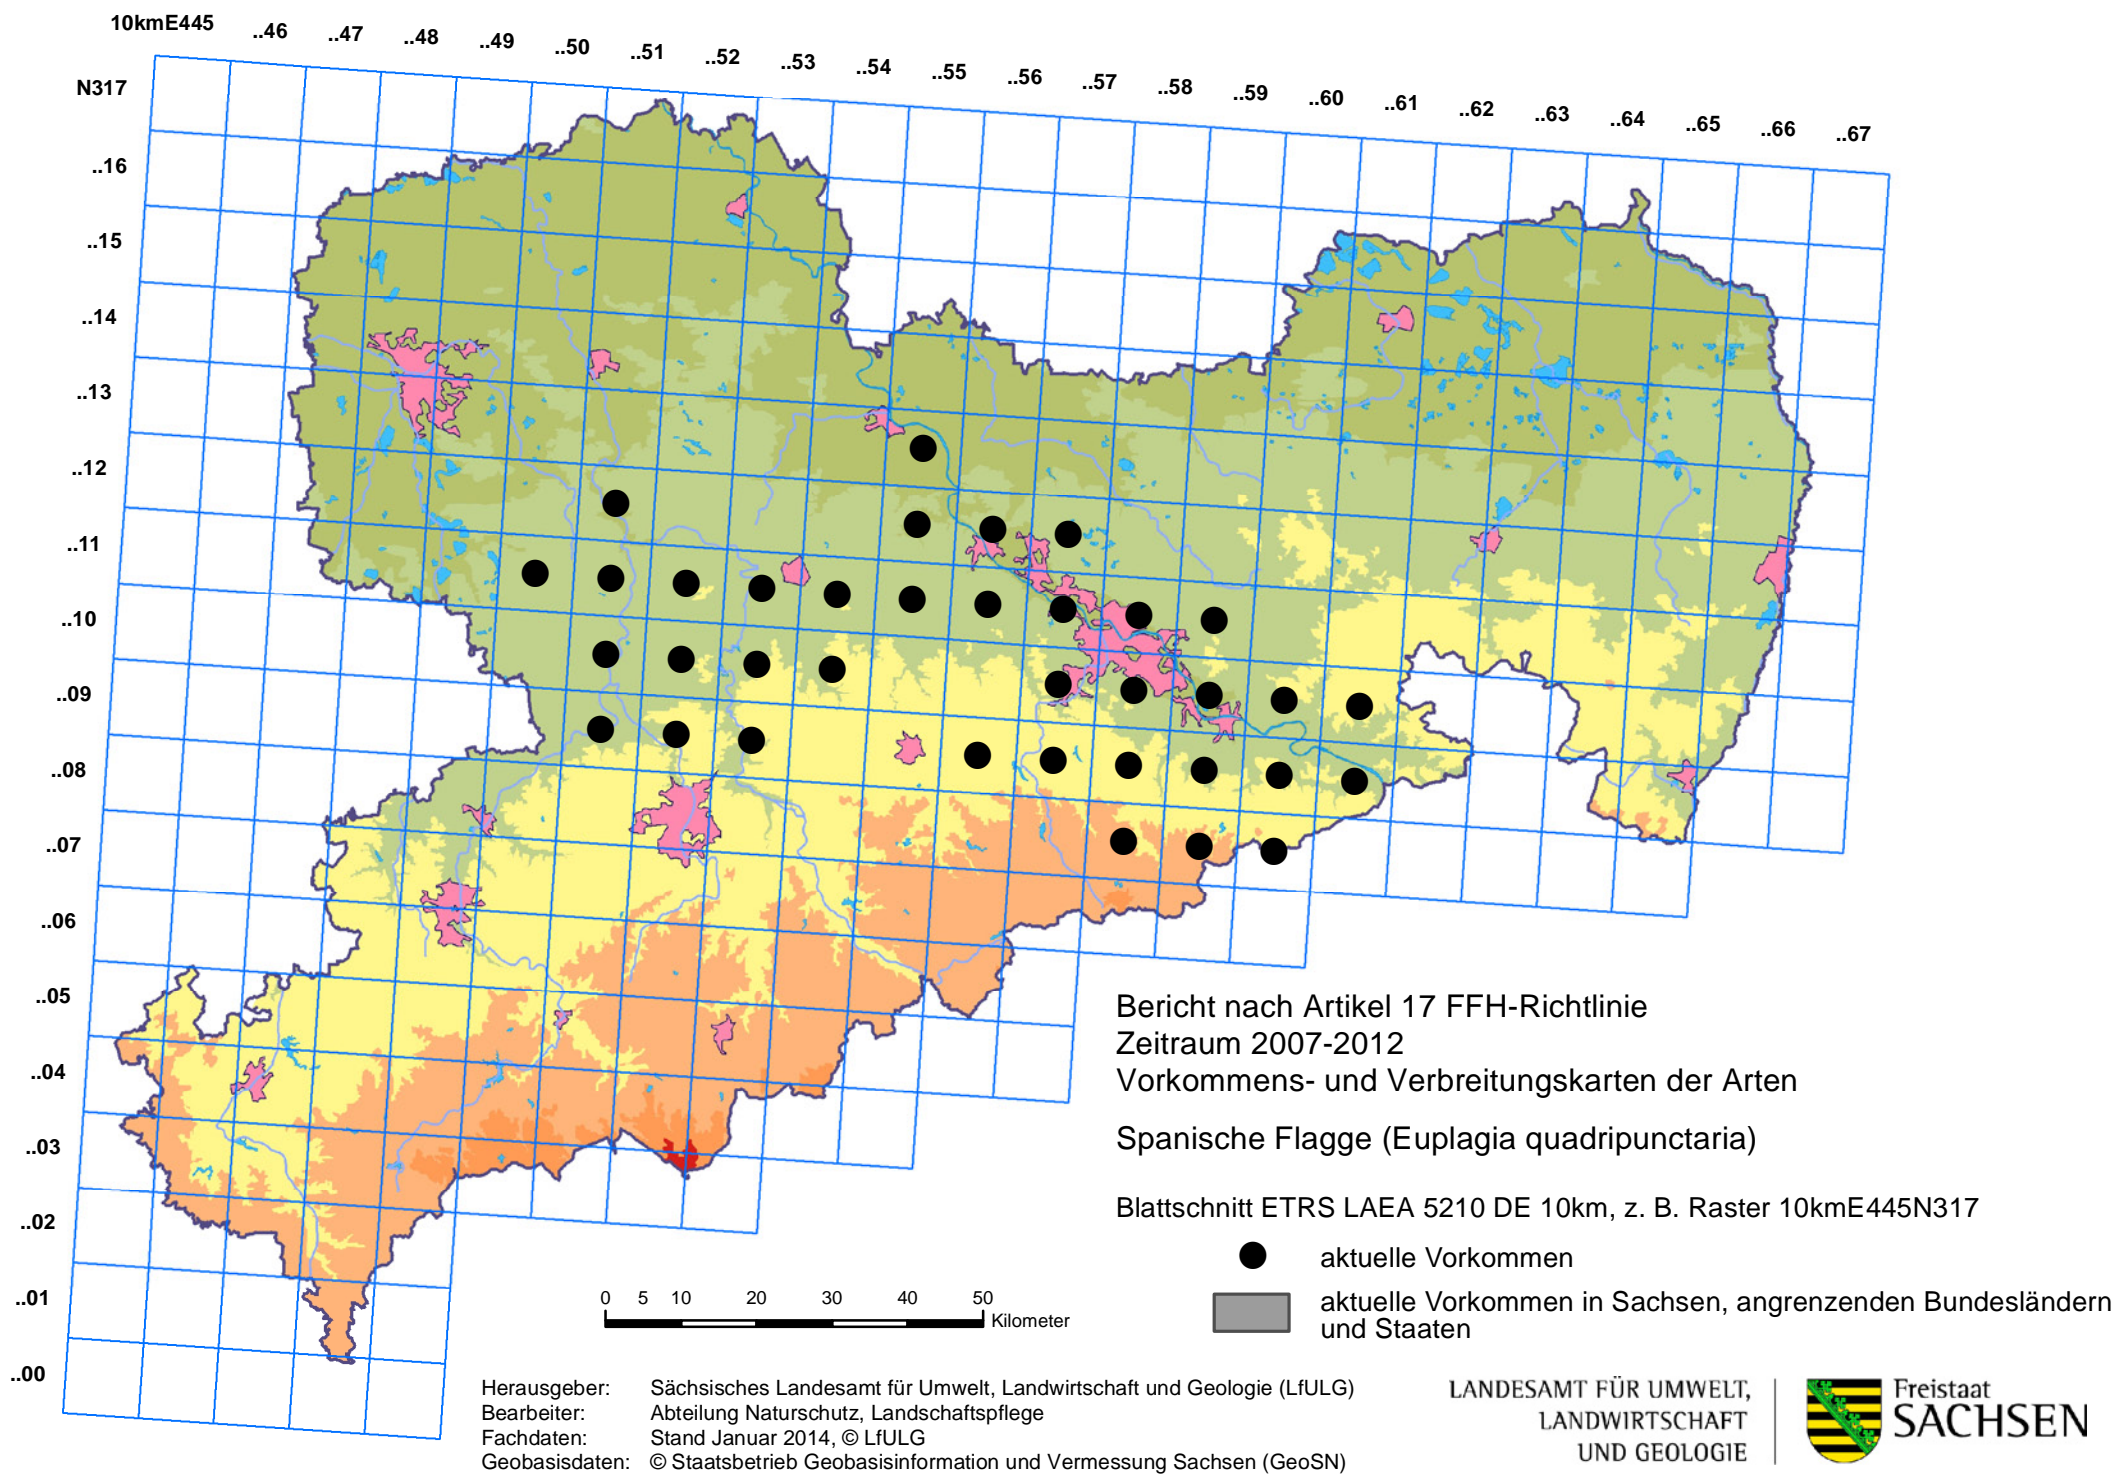 10kmE445 ..46 ..47 ..48 ..49 ..50 ..51 ..52 ..53 ..54 ..55 ..56 ..57 ..58 ..59 ..60 ..61 ..62 ..63 ..64 ..65 ..66 ..67
N317
..16
..15
..14
..13
..12
..11
..10
..09
..08
..07
..06
..05
..04
..03
..02
..01
..00
Bericht nach Artikel 17 FFH-Richtlinie
Zeitraum 2007-2012
Vorkommens- und Verbreitungskarten der Arten
Spanische Flagge (Euplagia quadripunctaria)
Blattschnitt ETRS LAEA 5210 DE 10km, z. B. Raster 10kmE445N317
aktuelle Vorkommen
aktuelle Vorkommen in Sachsen, angrenzenden Bundesländern
und Staaten
0 5 10 20 30 40 50
Kilometer
Herausgeber: Sächsisches Landesamt für Umwelt, Landwirtschaft und Geologie (LfULG)
Bearbeiter: Abteilung Naturschutz, Landschaftspflege
Fachdaten: Stand Januar 2014, © LfULG
Geobasisdaten: © Staatsbetrieb Geobasisinformation und Vermessung Sachsen (GeoSN)
LANDESAMT FÜR UMWELT,
LANDWIRTSCHAFT
UND GEOLOGIE
Freistaat
SACHSEN